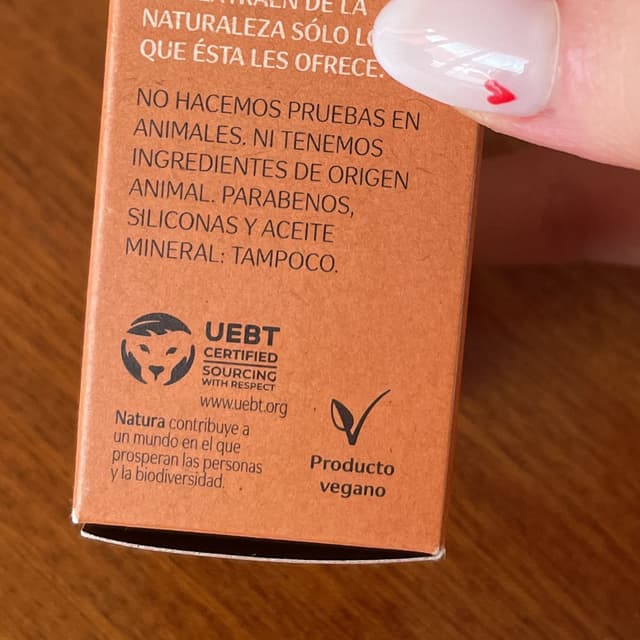 DE LA
NATURALEZA SÓLO
QUE ÉSTA LES OFRECE.
NO HACEMOS PRUEBAS EN
ANIMALES. NI TENEMOS
INGREDIENTES DE ORIGEN
ANIMAL. PARABENOS,
SILICONAS Y ACEITE
MINERAL: TAMPOCO.
UEBT
CERTIFIED
SOURCING
WITH RESPECT
www.uebt.org
Natura contribuye a
un mundo en el que
prosperan las personas
y la biodiversidad.
Producto
vegano